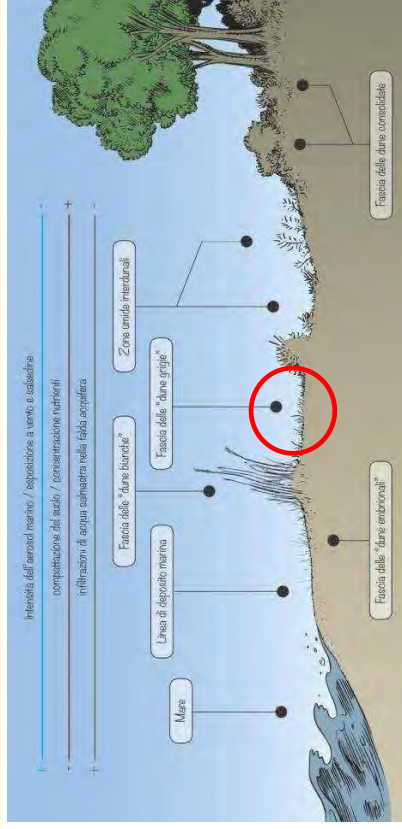 intensità dell'aerosol marino / esposizione a vento e salsedine
compattazione del suolo / concentrazione nutrienti
infiltrazioni di acqua salmastra nella falda acquifera
+
-
-
+
+
-
Mare
Linea di deposito marina
Fascia delle "dune bianche"
Fascia delle "dune grigie"
Zone umide interdunali
Fascia delle "dune embrionali"
Fascia delle dune consolidate